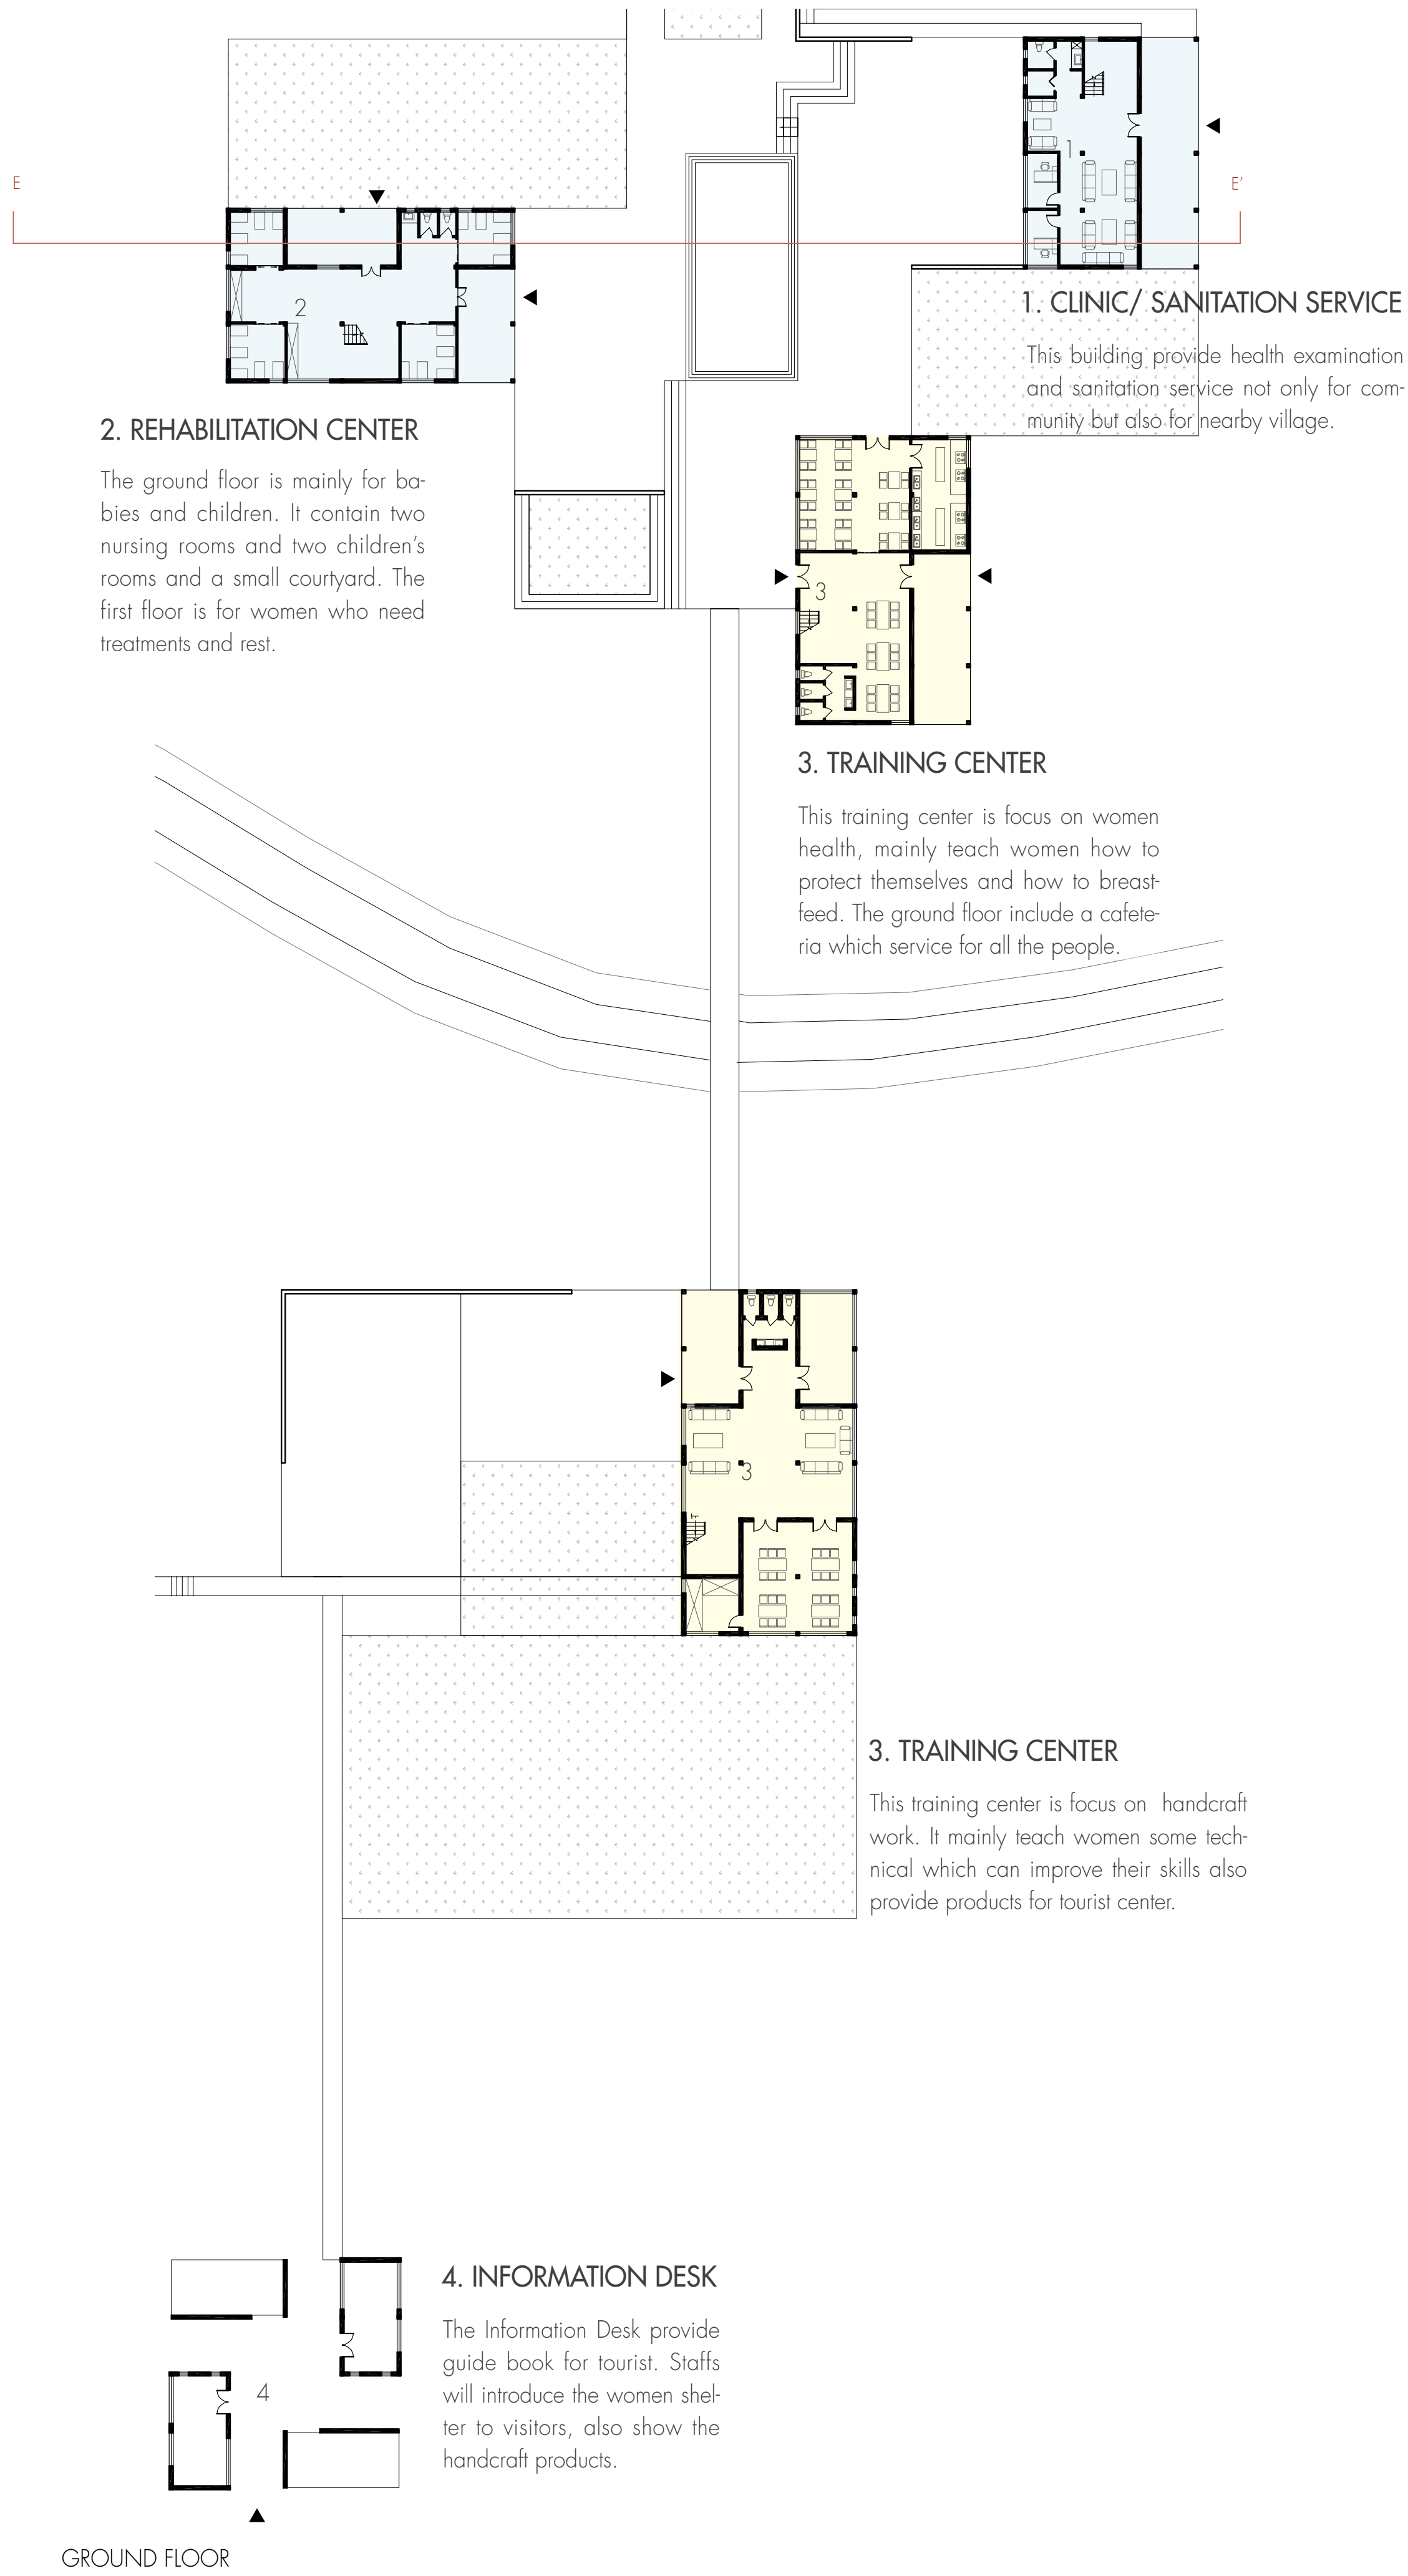 E
E'
1
2
1. CLINIC/ SANITATION SERVICE
This building provide health examination
and sanitation service not only for com-
munity but also for nearby village.
2. REHABILITATION CENTER
The ground floor is mainly for ba-
bies and children. It contain two
nursing rooms and two children's
rooms and a small courtyard. The
first floor is for women who need
treatments and rest.
3
3. TRAINING CENTER
This training center is focus on women
health, mainly teach women how to
protect themselves and how to breast-
feed. The ground floor include a cafete-
ria which service for all the people.
3
3. TRAINING CENTER
This training center is focus on handcraft
work. It mainly teach women some tech-
nical which can improve their skills also
provide products for tourist center.
4. INFORMATION DESK
The Information Desk provide
guide book for tourist. Staffs
will introduce the women shel-
ter to visitors, also show the
handcraft products.
4
GROUND FLOOR